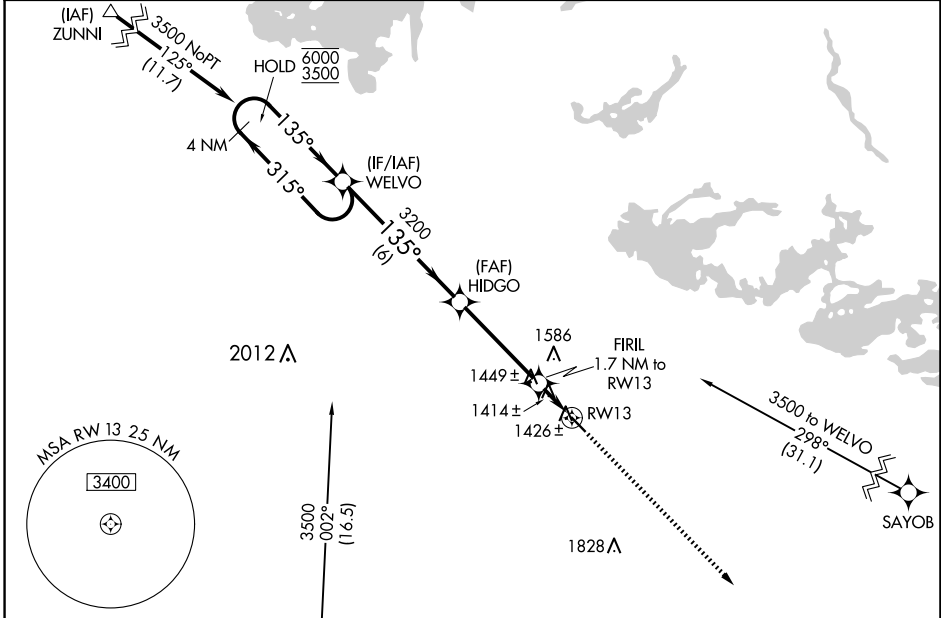 (IAF)
ZUNNI
3500 NoPT
125°
(11.7)
HOLD
6000
3500
4 NM
135°
315°
(IF/IAF)
WELVO
3200
135°
(6)
(FAF)
HIDGO
2012
1586
FIRIL
1.7 NM to
RW13
1449 ±
1414 ±
1426 ±
RW13
3500 to WELVO
298°
(31.1)
SAYOB
MSA RW 13 25 NM
3400
3500
002°
(16.5)
1828